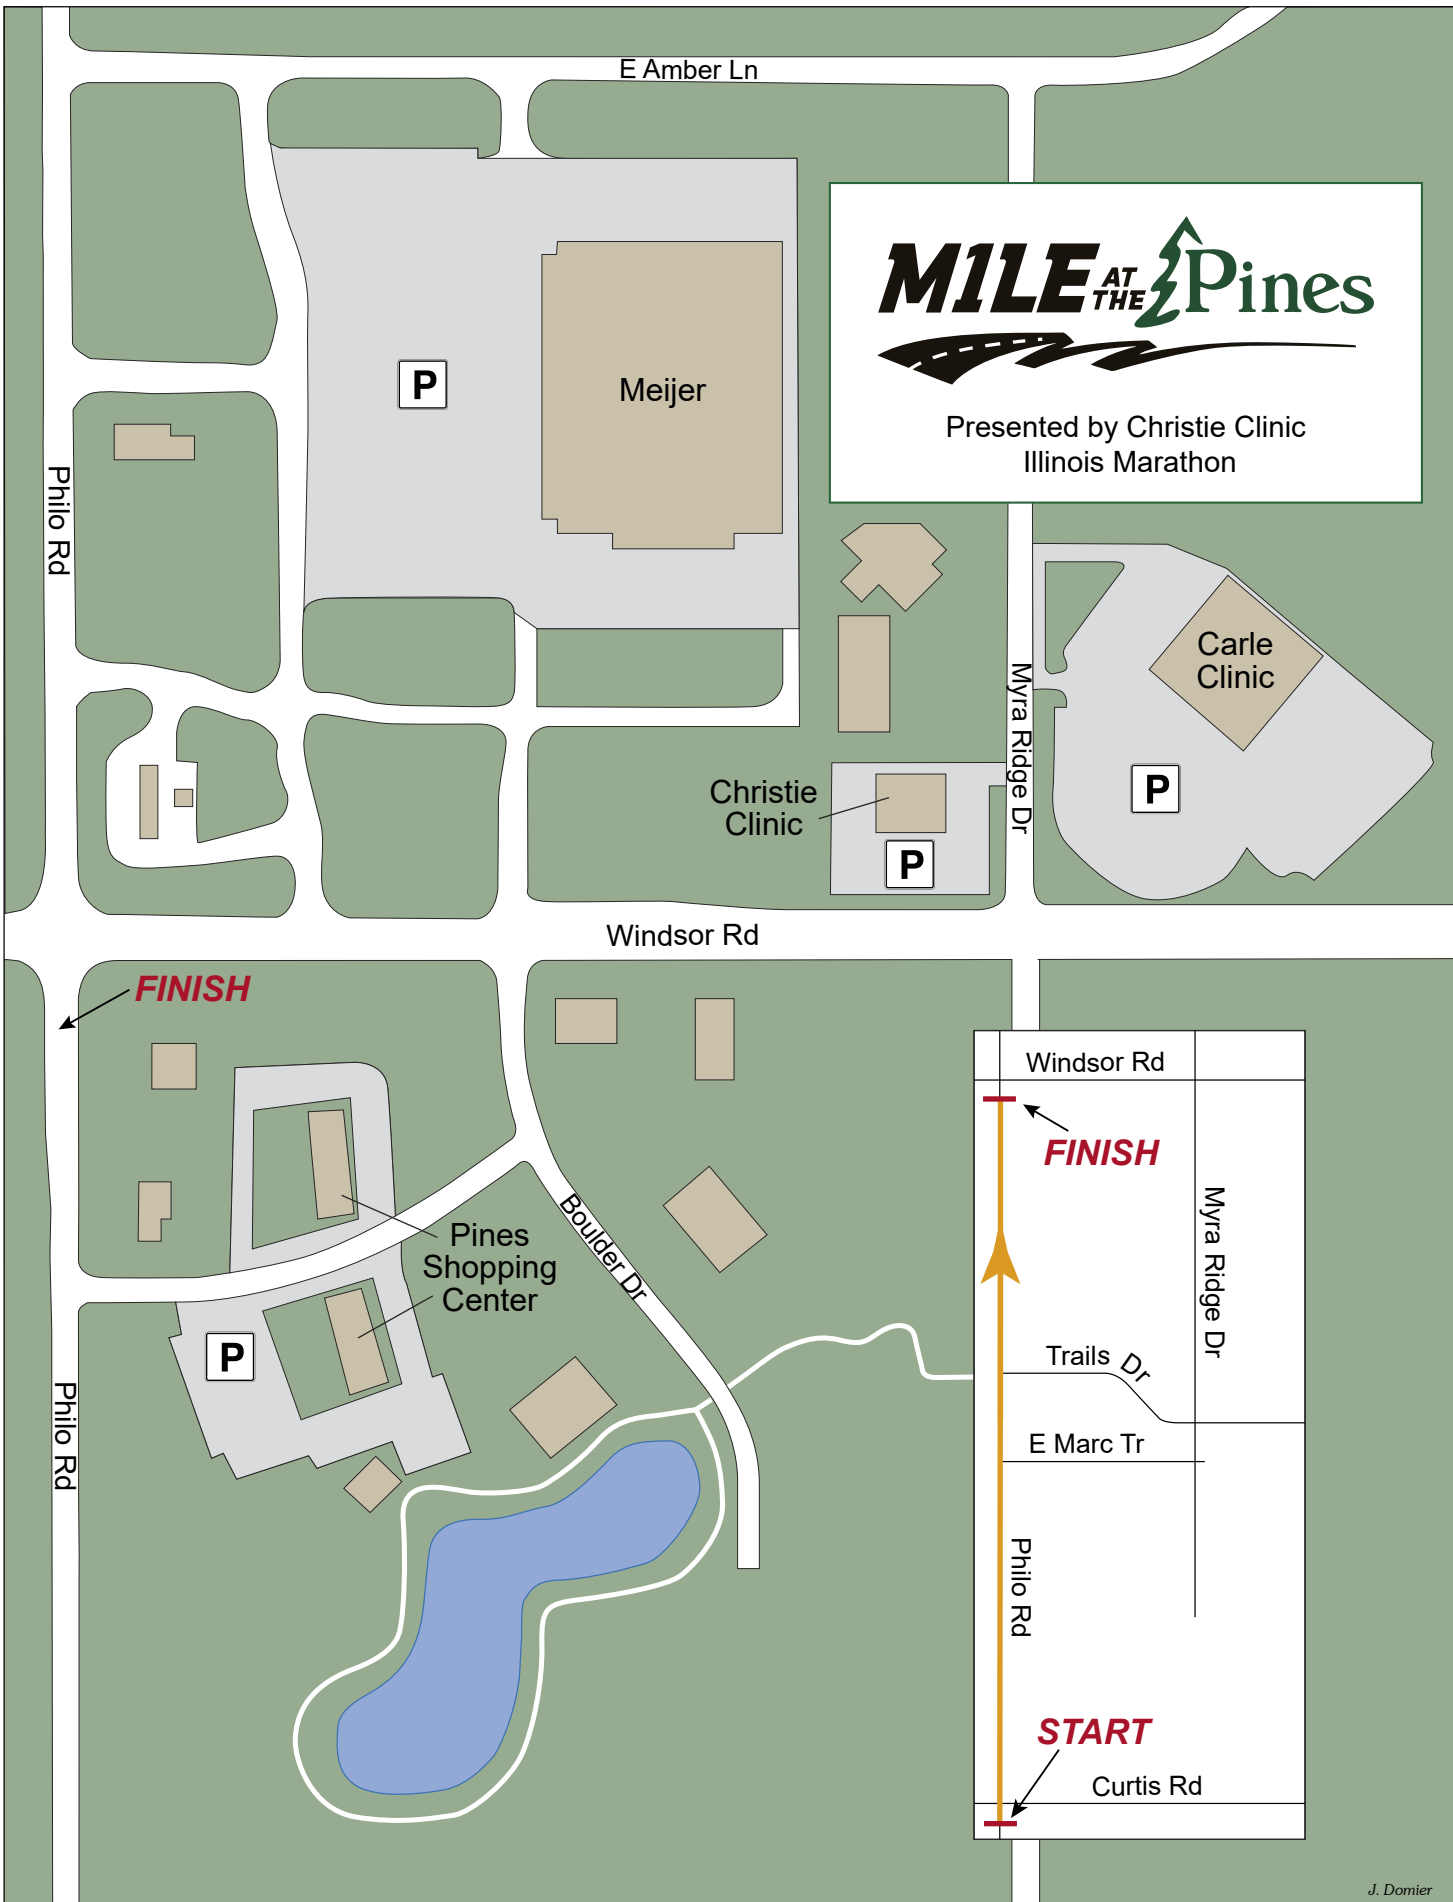 E Amber Ln
M1LE AT THE Pines
Presented by Christie Clinic
Illinois Marathon
P
Meijer
Philo Rd
Carle
Clinic
Myra Ridge Dr
P
Christie
Clinic
P
Windsor Rd
FINISH
Windsor Rd
FINISH
Myra Ridge Dr
Pines
Shopping
Center
Boulder Dr
P
Philo Rd
Trails Dr
E Marc Tr
Philo Rd
START
Curtis Rd
J. Domier